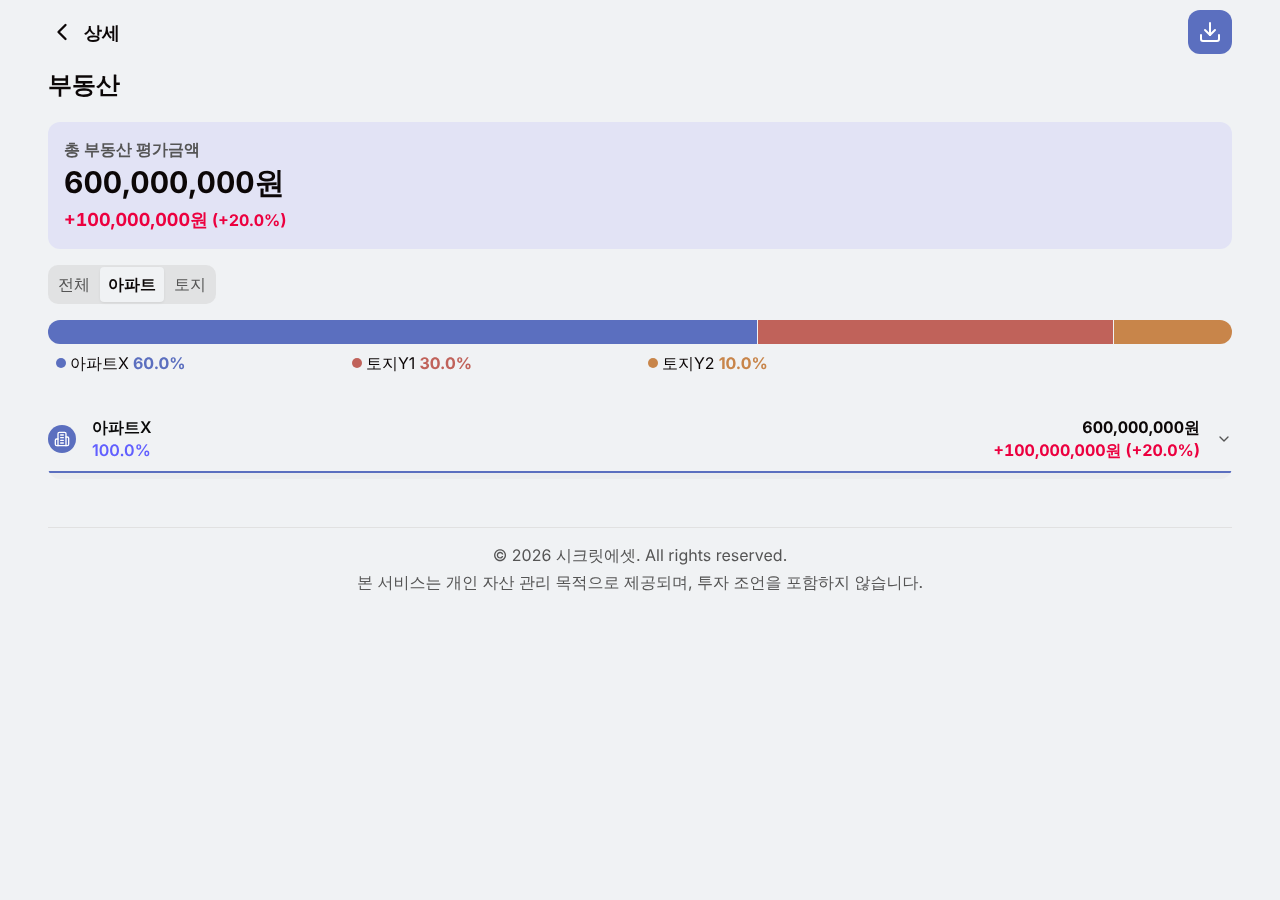 상세
부동산
총 부동산 평가금액
600,000,000원
+100,000,000원 (+20.0%)
전체 아파트 토지
아파트X 60.0% 토지Y1 30.0% 토지Y2 10.0%
아파트X 600,000,000원
100.0% +100,000,000원 (+20.0%)
© 2026 시크릿에셋. All rights reserved.
본 서비스는 개인 자산 관리 목적으로 제공되며, 투자 조언을 포함하지 않습니다.